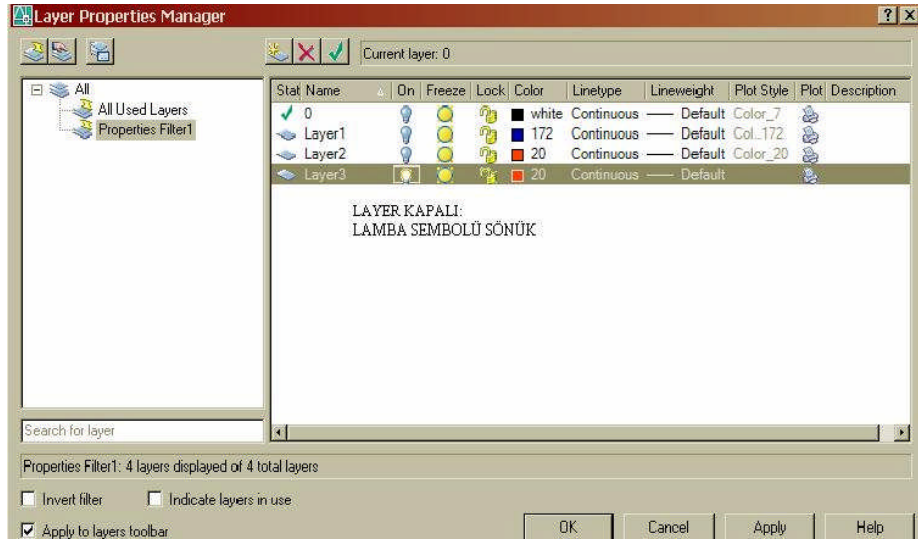 Layer Properties Manager
Current layer: 0
All
All Used Layers
Properties Filter1
Stat Name On Freeze Lock Color Linetype Lineweight Plot Style Plot Description
0 white Continuous Default Color_7
Layer1 172 Continuous Default Col_172
Layer2 20 Continuous Default Color_20
Layer3 20 Continuous Default
LAYER KAPALI:
LAMBA SEMBOLÜ SÖNÜK
Search for layer
Properties Filter1: 4 layers displayed of 4 total layers
Invert filter Indicate layers in use
Apply to layers toolbar
OK Cancel Apply Help